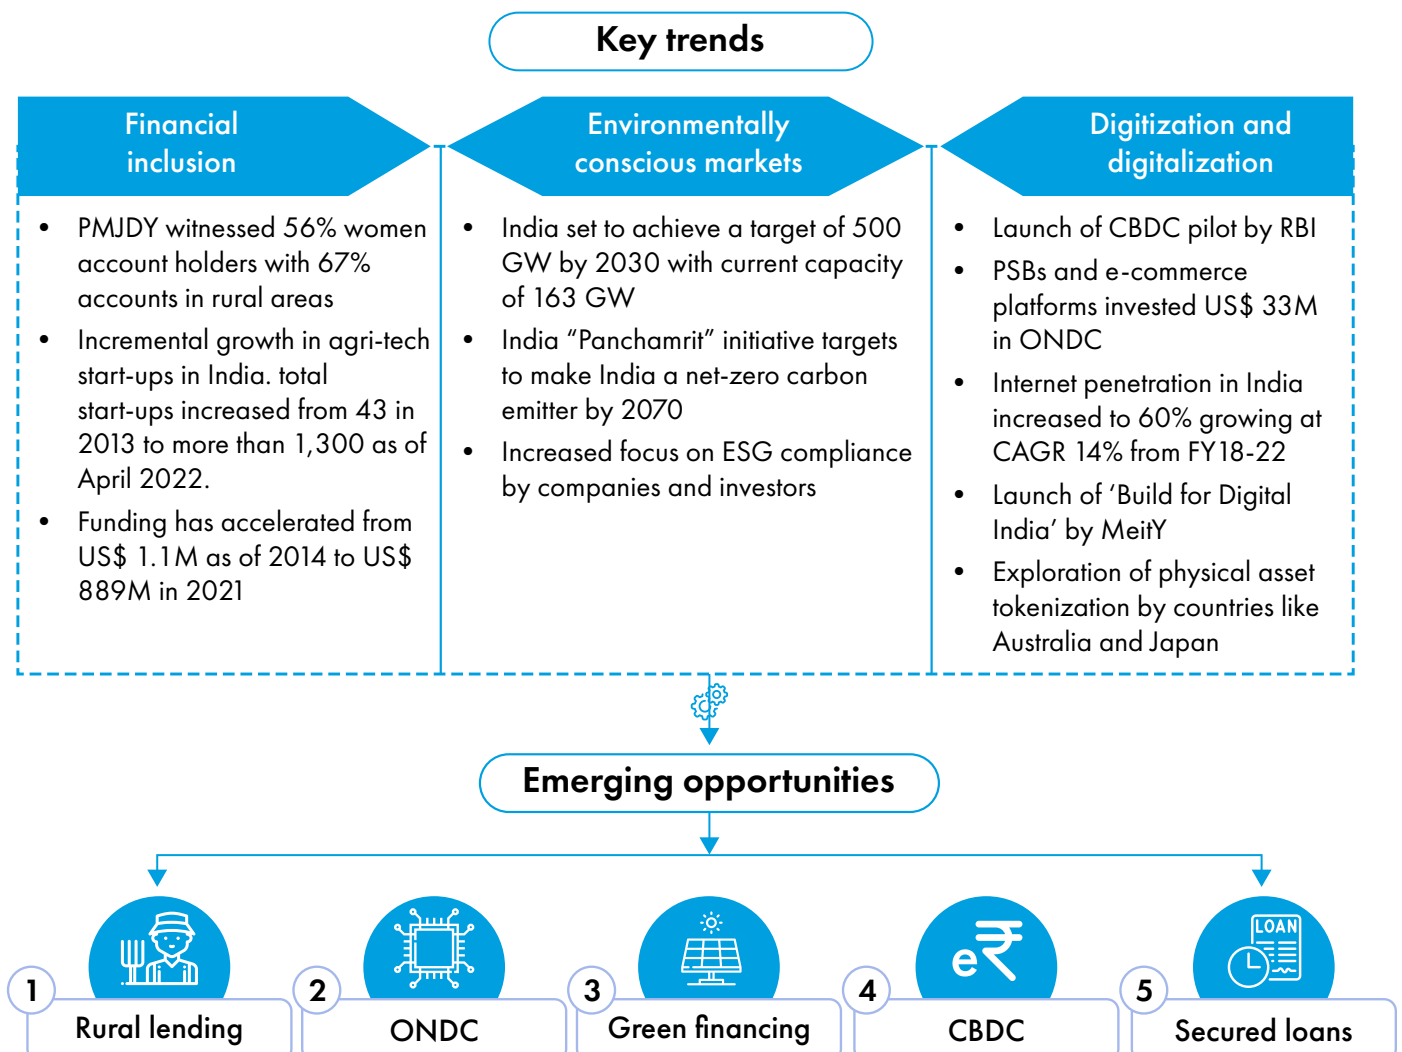 Key trends
Financial
inclusion
• PMJDY witnessed 56% women
account holders with 67%
accounts in rural areas
• Incremental growth in agri-tech
start-ups in India. total
start-ups increased from 43 in
2013 to more than 1,300 as of
April 2022.
• Funding has accelerated from
US$ 1.1M as of 2014 to US$
889M in 2021
Environmentally
conscious markets
• India set to achieve a target of 500
GW by 2030 with current capacity
of 163 GW
• India “Panchamrit” initiative targets
to make India a net-zero carbon
emitter by 2070
• Increased focus on ESG compliance
by companies and investors
Digitization and
digitalization
• Launch of CBDC pilot by RBI
• PSBs and e-commerce
platforms invested US$ 33M
in ONDC
• Internet penetration in India
increased to 60% growing at
CAGR 14% from FY18-22
• Launch of ‘Build for Digital
India’ by MeitY
• Exploration of physical asset
tokenization by countries like
Australia and Japan
Emerging opportunities
1
Rural lending
2
ONDC
3
Green financing
e₹
4
CBDC
LOAN
5
Secured loans